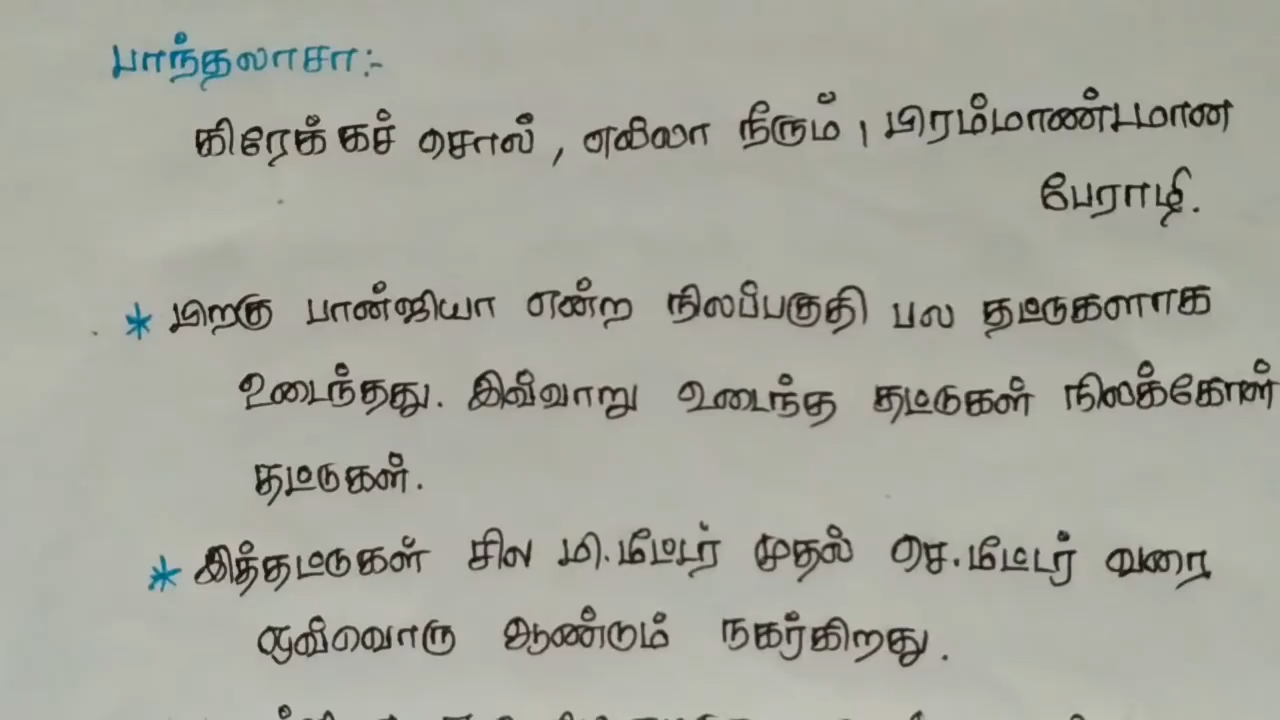 பாந்தலாசா:-
கிரேக்கச் சொல், எல்லா நீரும், பிரம்மாண்டமான
பேராழி.
* பிறகு பான்ஜியா என்ற நிலப்பகுதி பல தட்டுகளாக
உடைந்தது. இவ்வாறு உடைந்த தட்டுகள் நிலக்கோள்
தட்டுகள்.
* இத்தட்டுகள் சில மி.மீட்டர் முதல் செ.மீட்டர் வரை
ஒவ்வொரு ஆண்டும் நகர்கிறது.